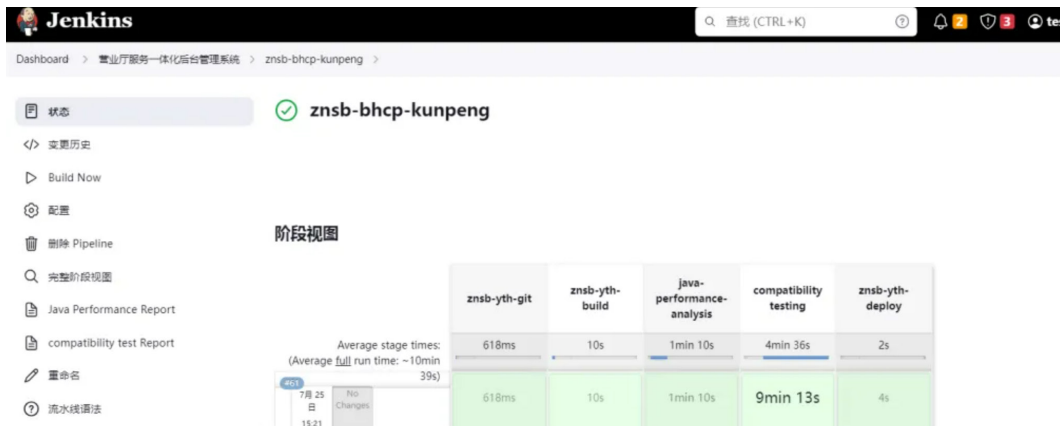 Jenkins
查找 (CTRL+K)
2
3
te
Dashboard > 营业厅服务一体化后台管理系统 > znsb-bhcp-kunpeng >
状态
变更历史
Build Now
配置
删除 Pipeline
完整阶段视图
Java Performance Report
compatibility test Report
重命名
流水线语法
znsb-bhcp-kunpeng
阶段视图
znsb-yth-git
znsb-yth-
build
java-
performance-
analysis
compatibility
testing
znsb-yth-
deploy
Average stage times:
(Average full run time: ~10min
39s)
618ms
10s
1min 10s
4min 36s
2s
#61
7月 25
日
15:21
No
Changes
618ms
10s
1min 10s
9min 13s
4s